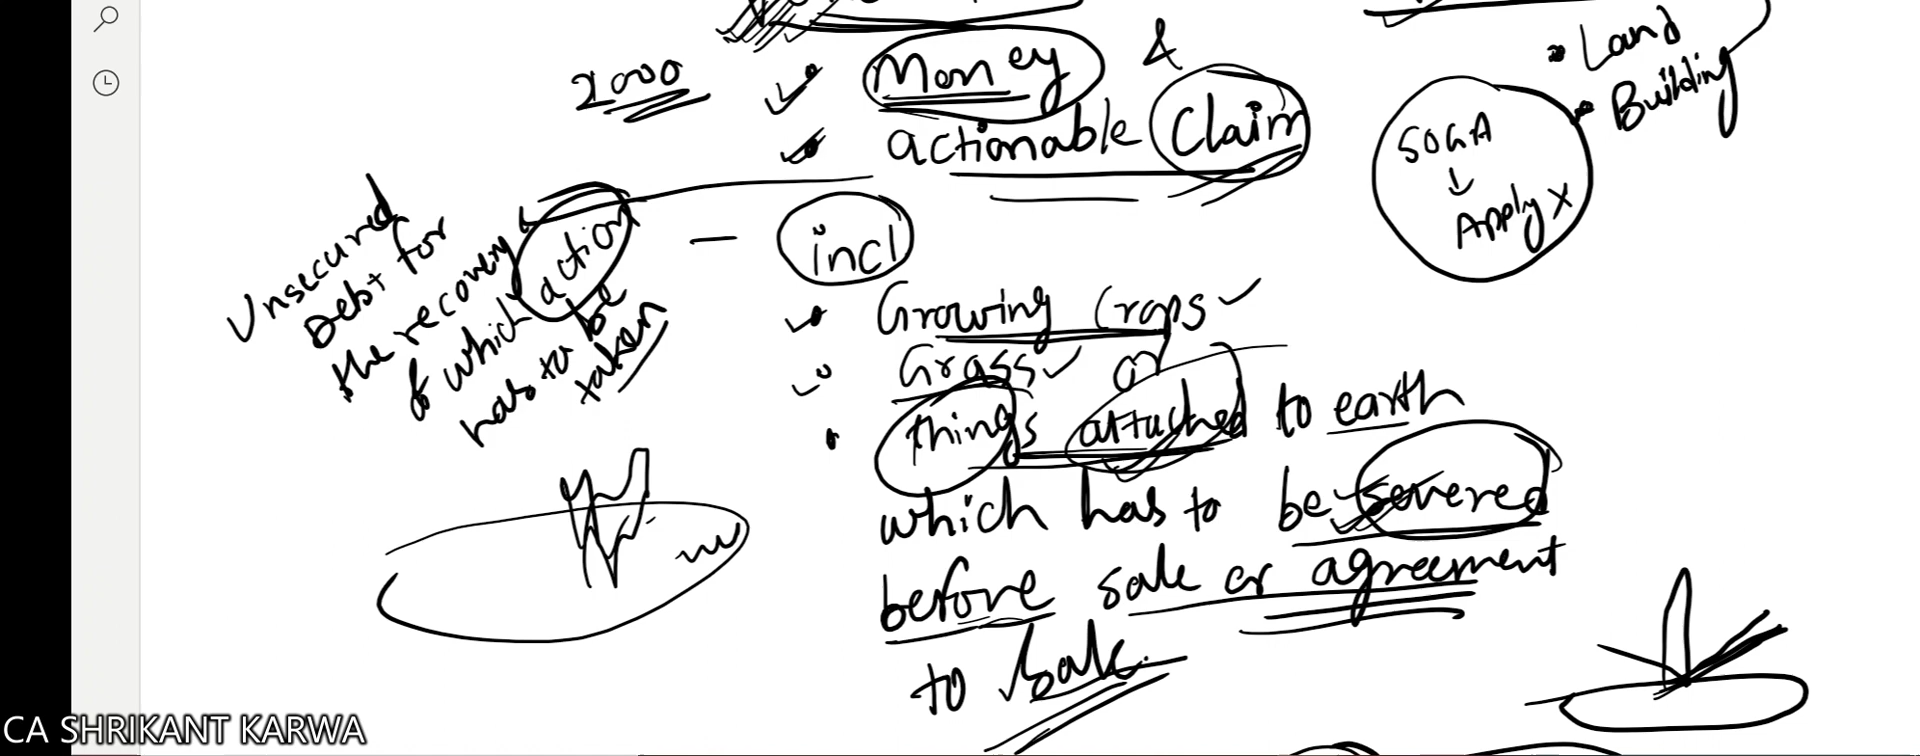 2000
Money &
actionable Claim
Land
Building
SOGA
Apply X
Unsecured
Debt for
the recovery
of which action
has to be
taken
- incl
Growing Crops
Grass or
things attached to earth
which has to be severed
before sale or agreement
to sale.
CA SHRIKANT KARWA